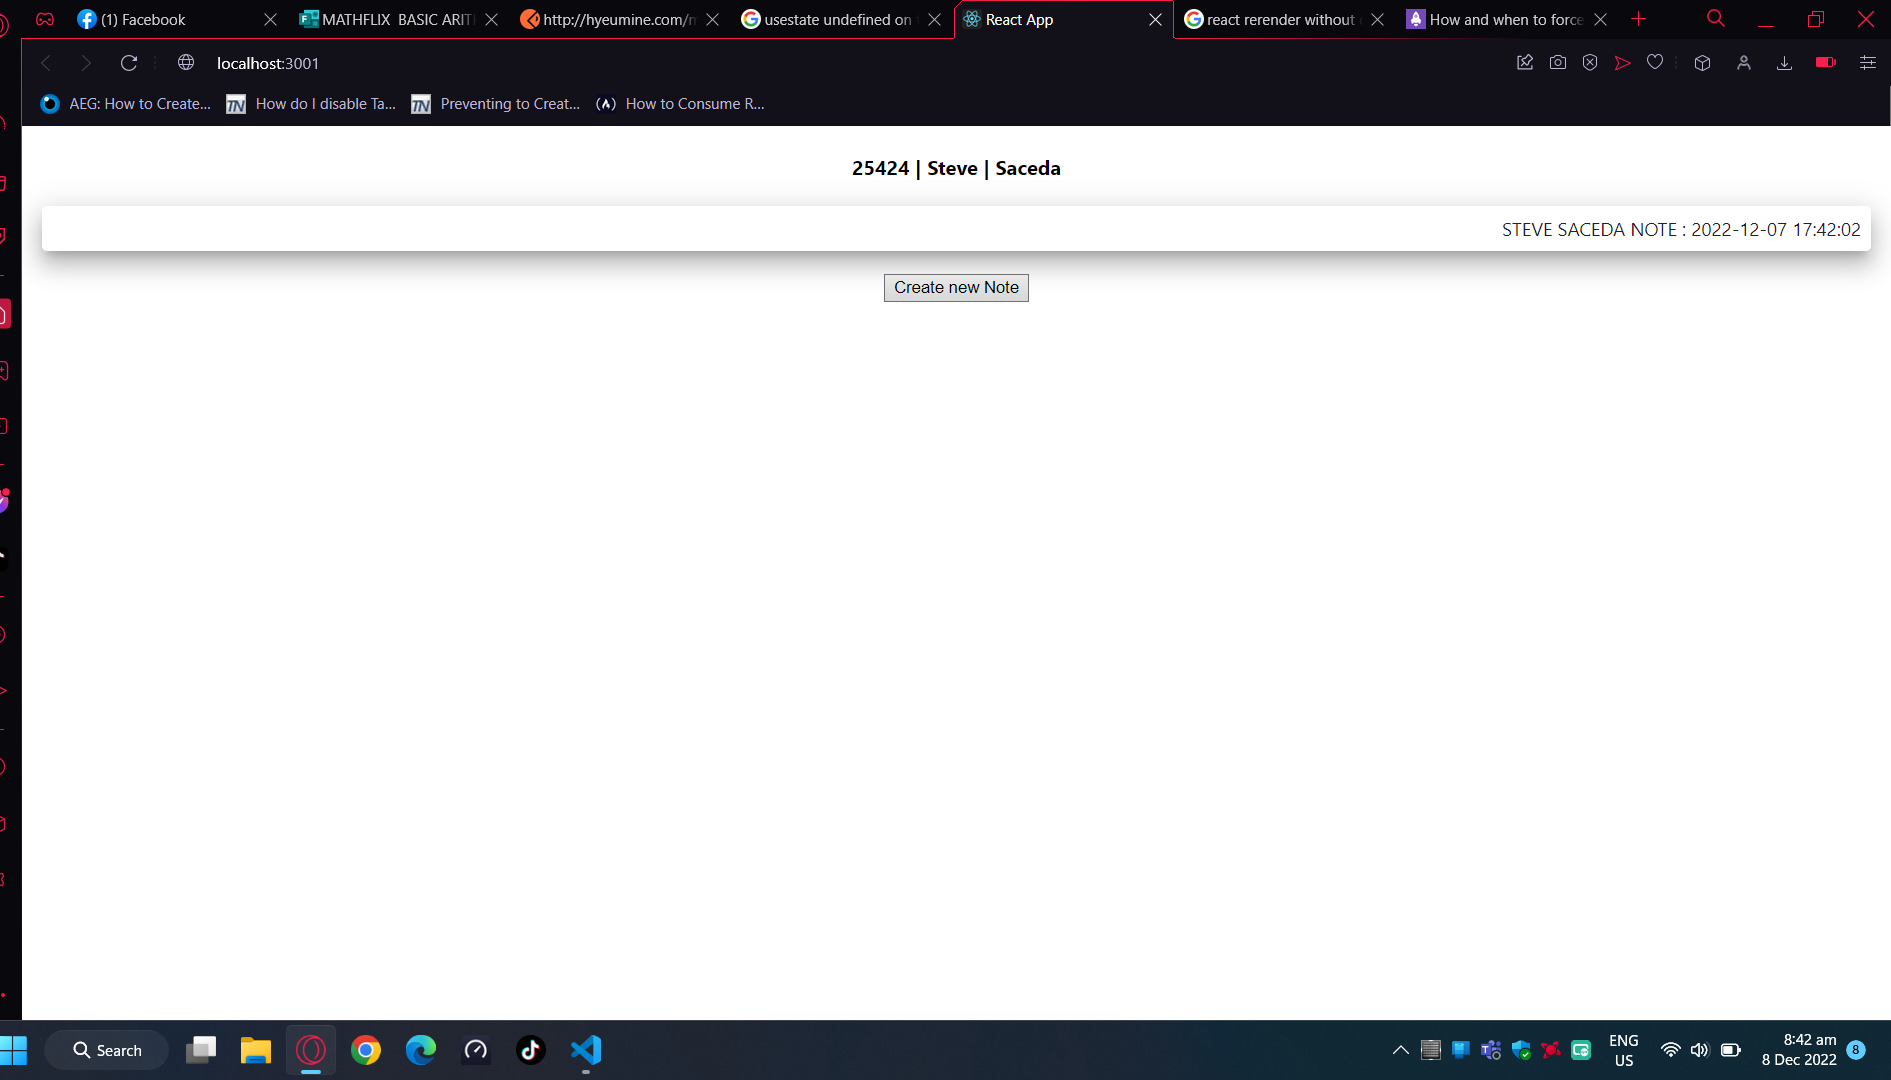 (1) Facebook
MATHFLIX BASIC ARIT
http://hyeumine.com/
usestate undefined on
React App
react rerender without
How and when to force
localhost:3001
AEG: How to Create...
How do I disable Ta...
Preventing to Creat...
How to Consume R...
25424 | Steve | Saceda
STEVE SACEDA NOTE : 2022-12-07 17:42:02
Create new Note
Search
ENG
US
8:42 am
8 Dec 2022
8